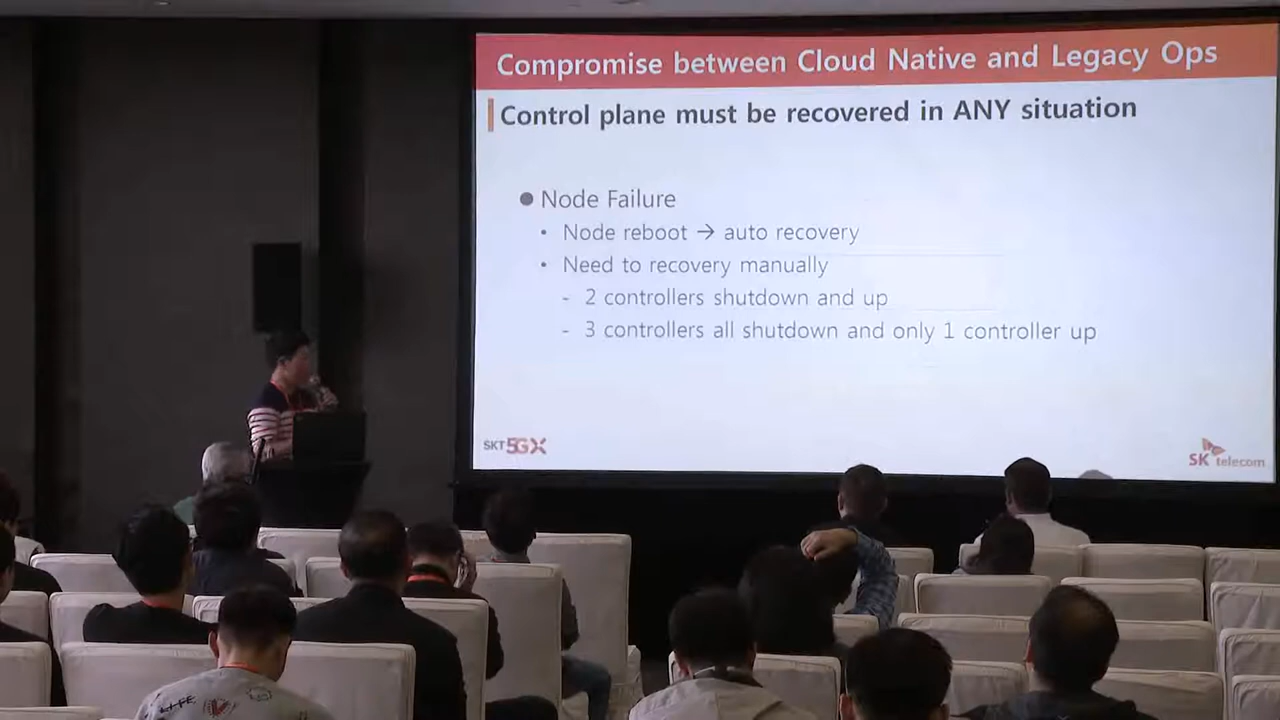 Compromise between Cloud Native and Legacy Ops
Control plane must be recovered in ANY situation
● Node Failure
• Node reboot → auto recovery
• Need to recovery manually
- 2 controllers shutdown and up
- 3 controllers all shutdown and only 1 controller up
SKT 5GX
SK telecom
LIFE